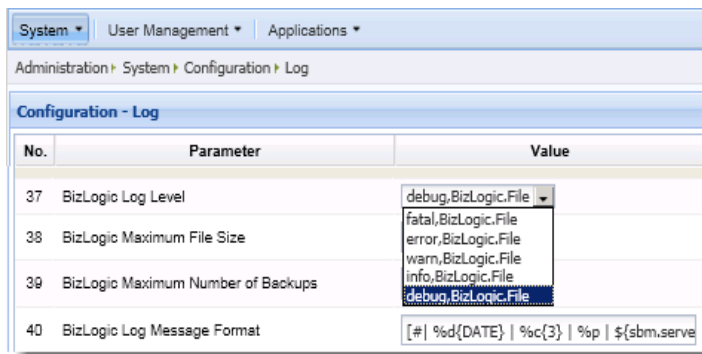 System User Management Applications
Administration System Configuration Log
Configuration - Log
No. Parameter Value
37 BizLogic Log Level debug,BizLogic.File
fatal,BizLogic.File
38 BizLogic Maximum File Size error,BizLogic.File
warn,BizLogic.File
39 BizLogic Maximum Number of Backups info,BizLogic.File
debug,BizLogic.File
40 BizLogic Log Message Format [#| %d{DATE} | %c{3} | %p | ${sbm.serve